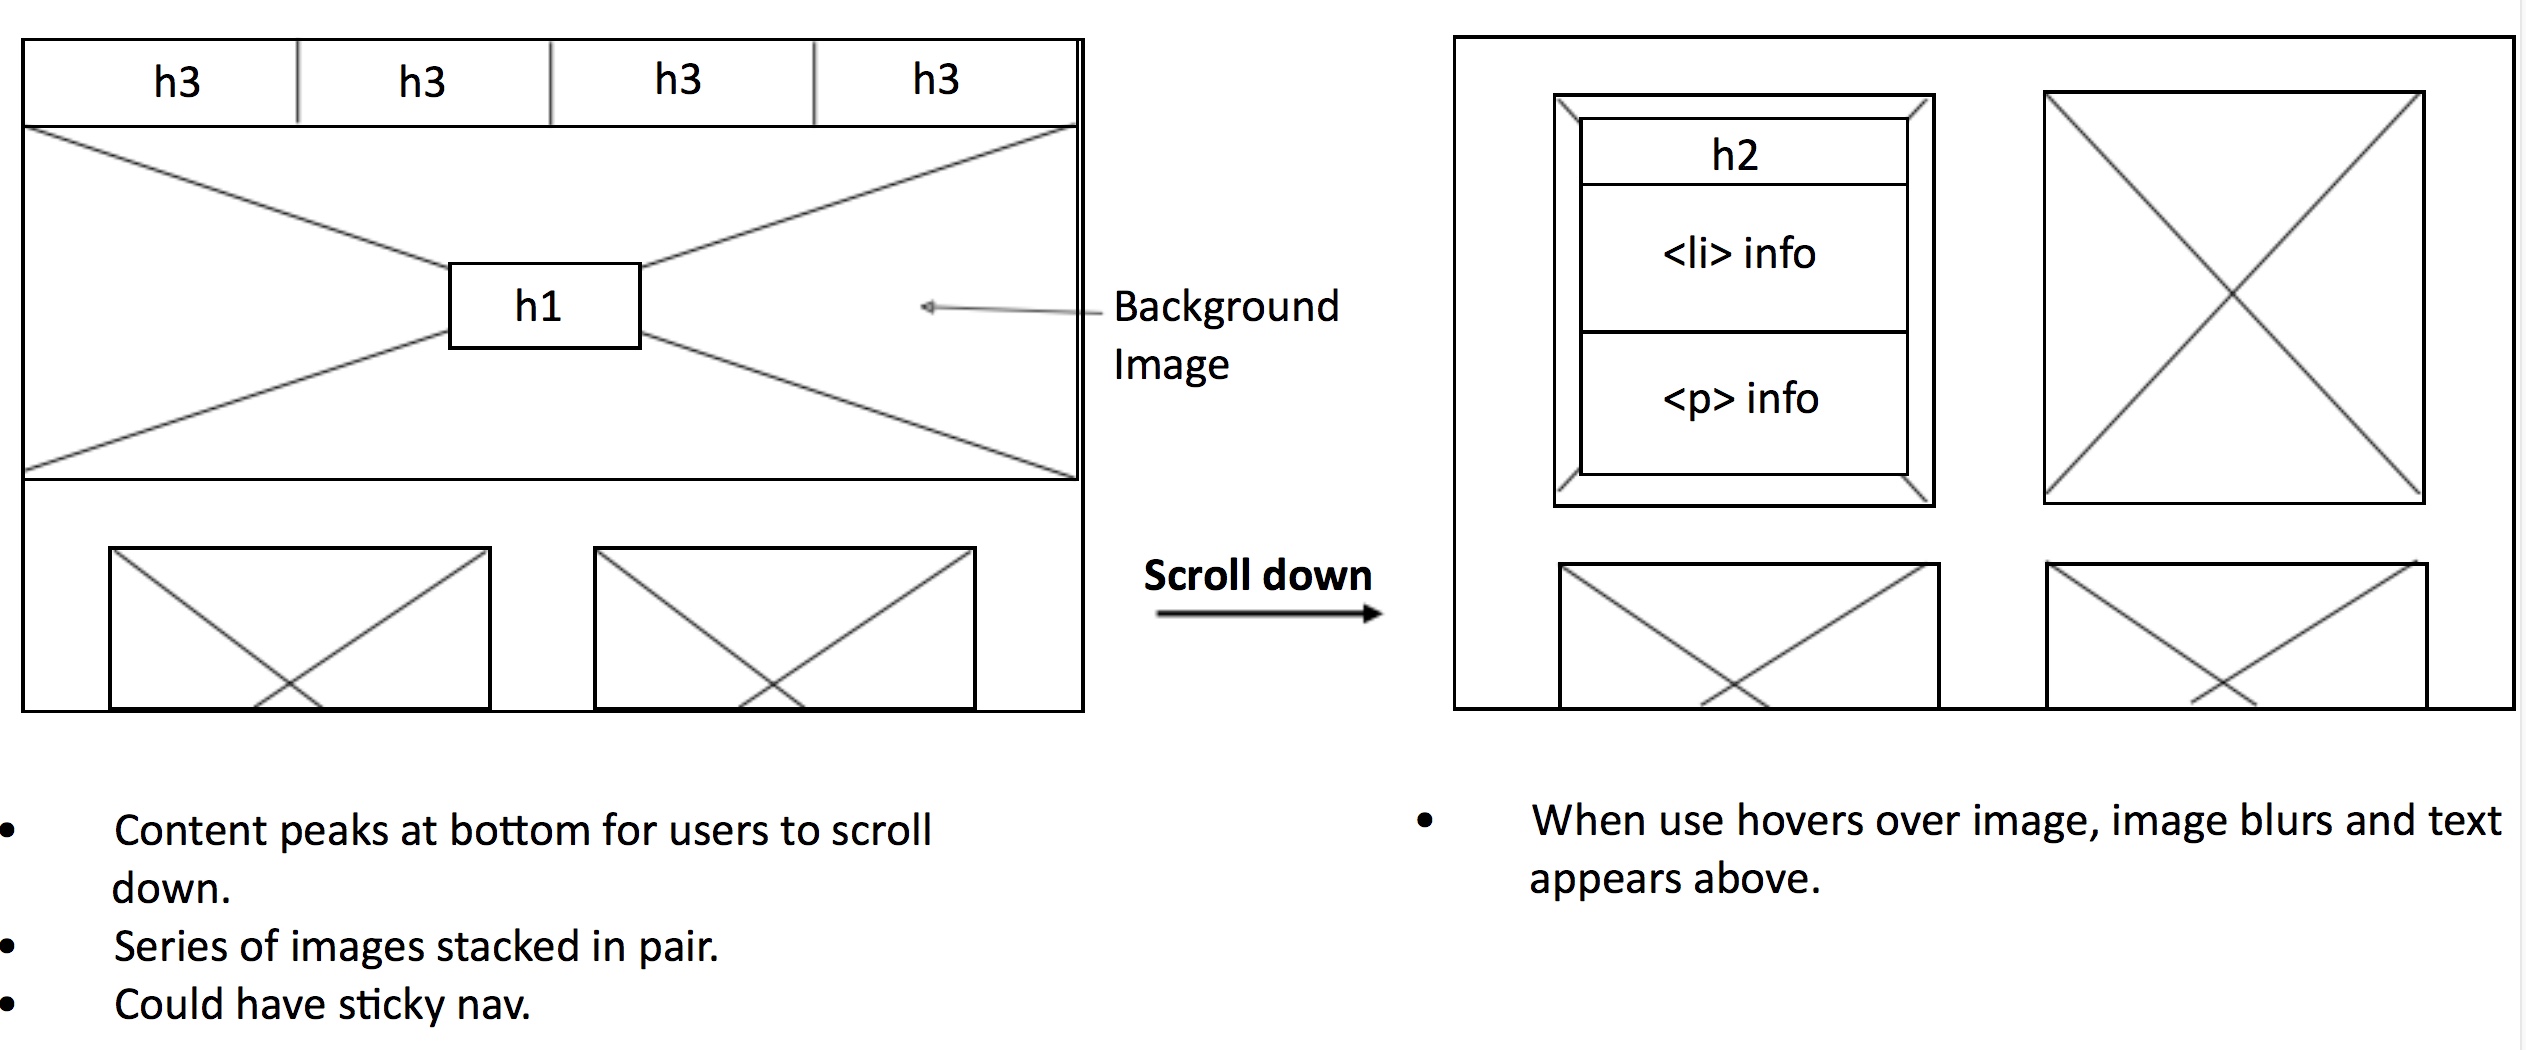 h3 h3 h3 h3
h1
Background
Image
h2
<li> info
<p> info
Scroll down
• Content peaks at bottom for users to scroll
down.
• Series of images stacked in pair.
• Could have sticky nav.
• When use hovers over image, image blurs and text
appears above.